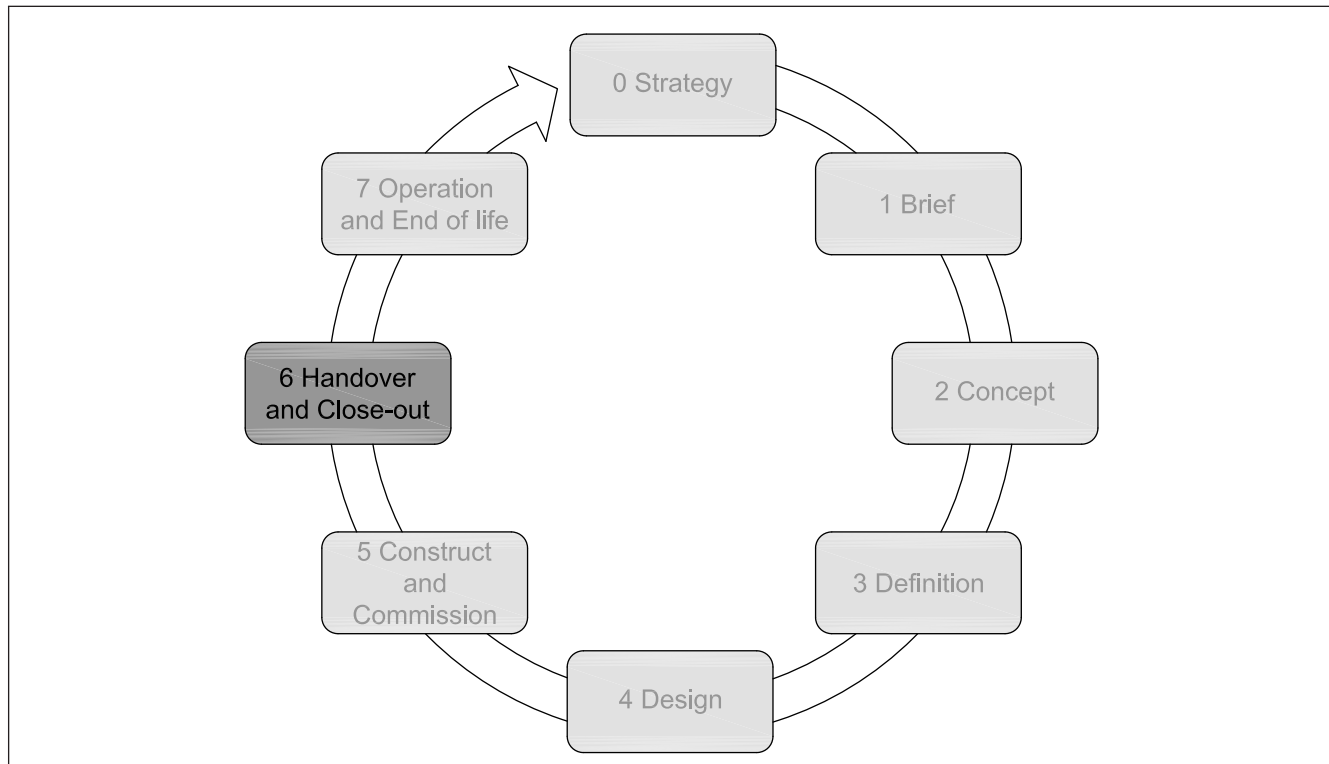 0 Strategy
1 Brief
2 Concept
3 Definition
4 Design
5 Construct
and
Commission
6 Handover
and Close-out
7 Operation
and End of life